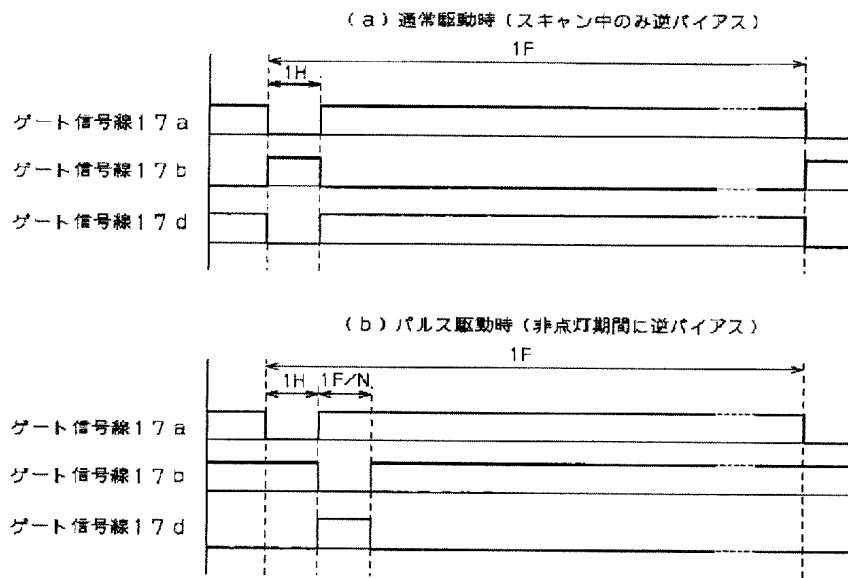 (a)通常駆動時(スキャン中のみ逆バイアス)
1F
1H
ゲート信号線17a
ゲート信号線17b
ゲート信号線17d
(b)パルス駆動時(非点灯期間に逆バイアス)
1F
1H 1F/N
ゲート信号線17a
ゲート信号線17b
ゲート信号線17d